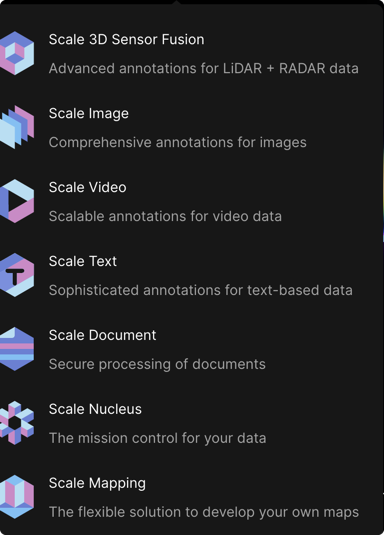 Scale 3D Sensor Fusion
Advanced annotations for LiDAR + RADAR data
Scale Image
Comprehensive annotations for images
Scale Video
Scalable annotations for video data
Scale Text
T
Sophisticated annotations for text-based data
Scale Document
Secure processing of documents
Scale Nucleus
The mission control for your data
Scale Mapping
The flexible solution to develop your own maps